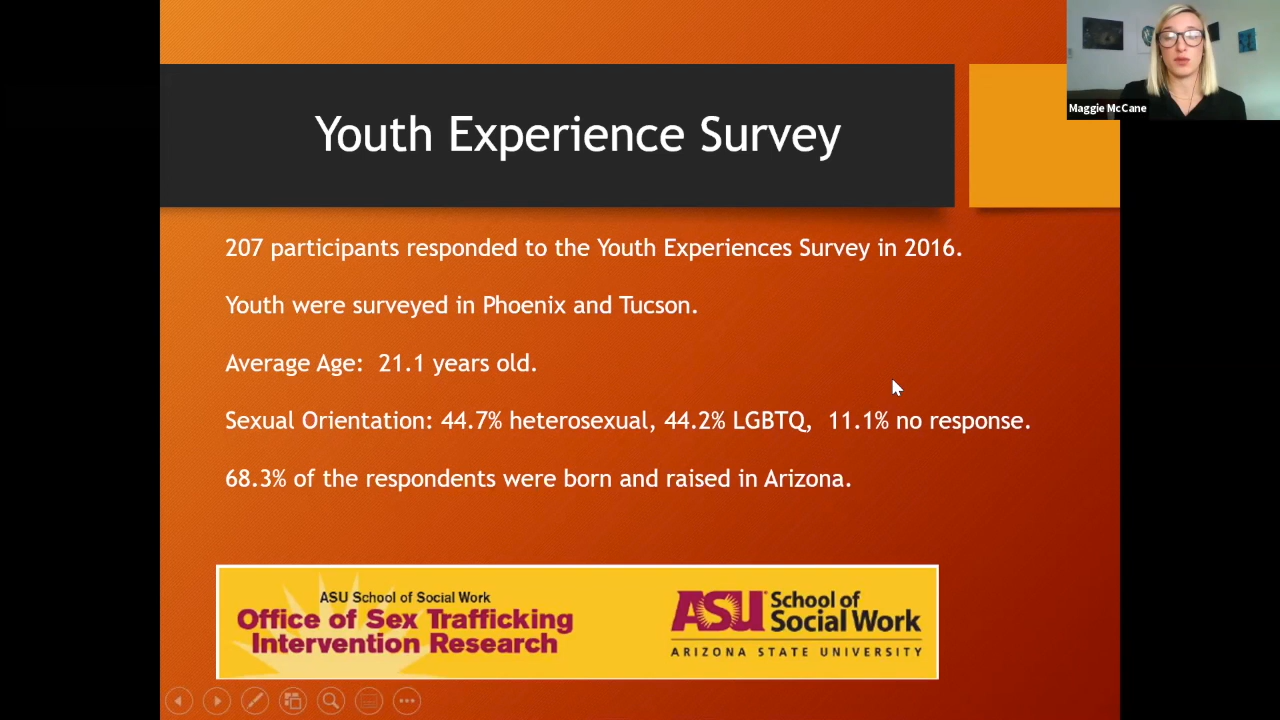 Youth Experience Survey
Maggie McCane
207 participants responded to the Youth Experiences Survey in 2016.
Youth were surveyed in Phoenix and Tucson.
Average Age:  21.1 years old.
Sexual Orientation: 44.7% heterosexual, 44.2% LGBTQ,  11.1% no response.
68.3% of the respondents were born and raised in Arizona.
ASU School of Social Work
Office of Sex Trafficking
Intervention Research
ASU School of
Social Work
ARIZONA STATE UNIVERSITY